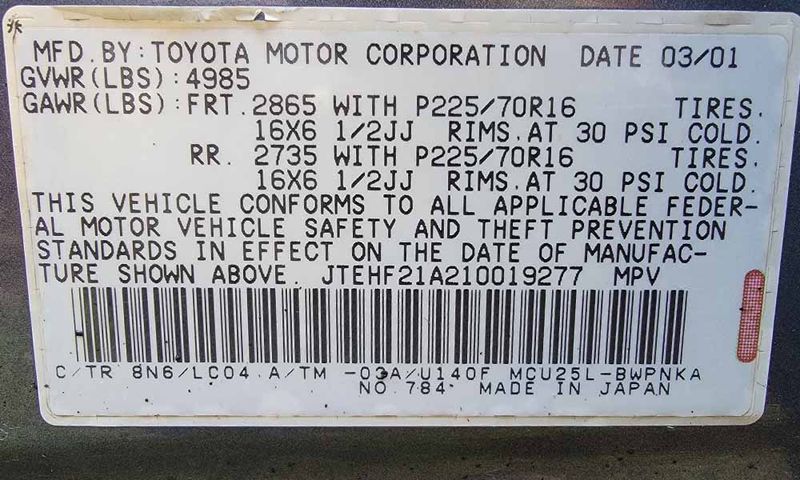 MFD. BY: TOYOTA MOTOR CORPORATION DATE 03/01
GVWR(LBS):4985
GAWR(LBS):FRT. 2865 WITH P225/70R16 TIRES.
16X6 1/2JJ RIMS. AT 30 PSI COLD.
RR. 2735 WITH P225/70R16 TIRES.
16X6 1/2JJ RIMS. AT 30 PSI COLD.
THIS VEHICLE CONFORMS TO ALL APPLICABLE FEDER-
AL MOTOR VEHICLE SAFETY AND THEFT PREVENTION
STANDARDS IN EFFECT ON THE DATE OF MANUFAC-
TURE SHOWN ABOVE. JTEHF21A210019277 MPV
C/TR 8N6/LC04 A/TM -03A/U140F MCU25L-BWPNKA
NO.784 MADE IN JAPAN